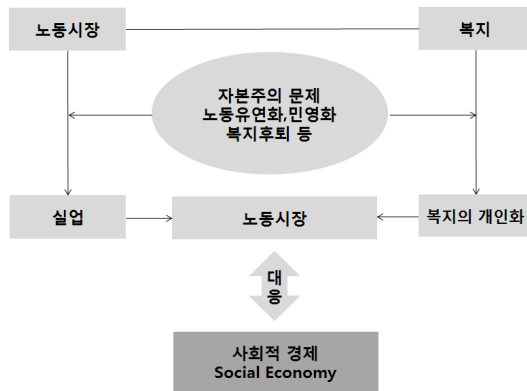 노동시장
복지
자본주의 문제
노동유연화,민영화
복지후퇴 등
실업
노동시장
복지의 개인화
대
응
사회적 경제
Social Economy